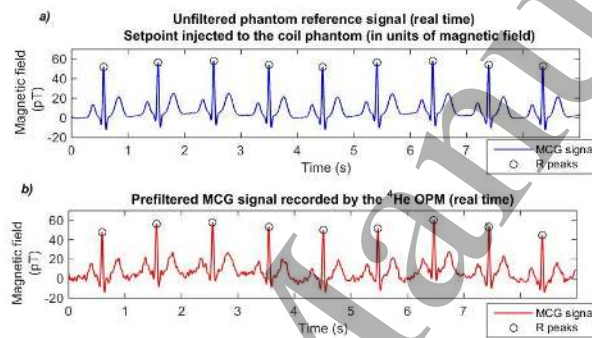 a)
Unfiltered phantom reference signal (real time)
Setpoint injected to the coil phantom (in units of magnetic field)
Magnetic field
(pT)
60
40
20
0
-20
0 1 2 3 4 5 6 7
Time (s)
MCG signal
R peaks
b)
Prefiltered MCG signal recorded by the ⁴He OPM (real time)
Magnetic field
(pT)
60
40
20
0
-20
0 1 2 3 4 5 6 7
Time (s)
MCG signal
R peaks